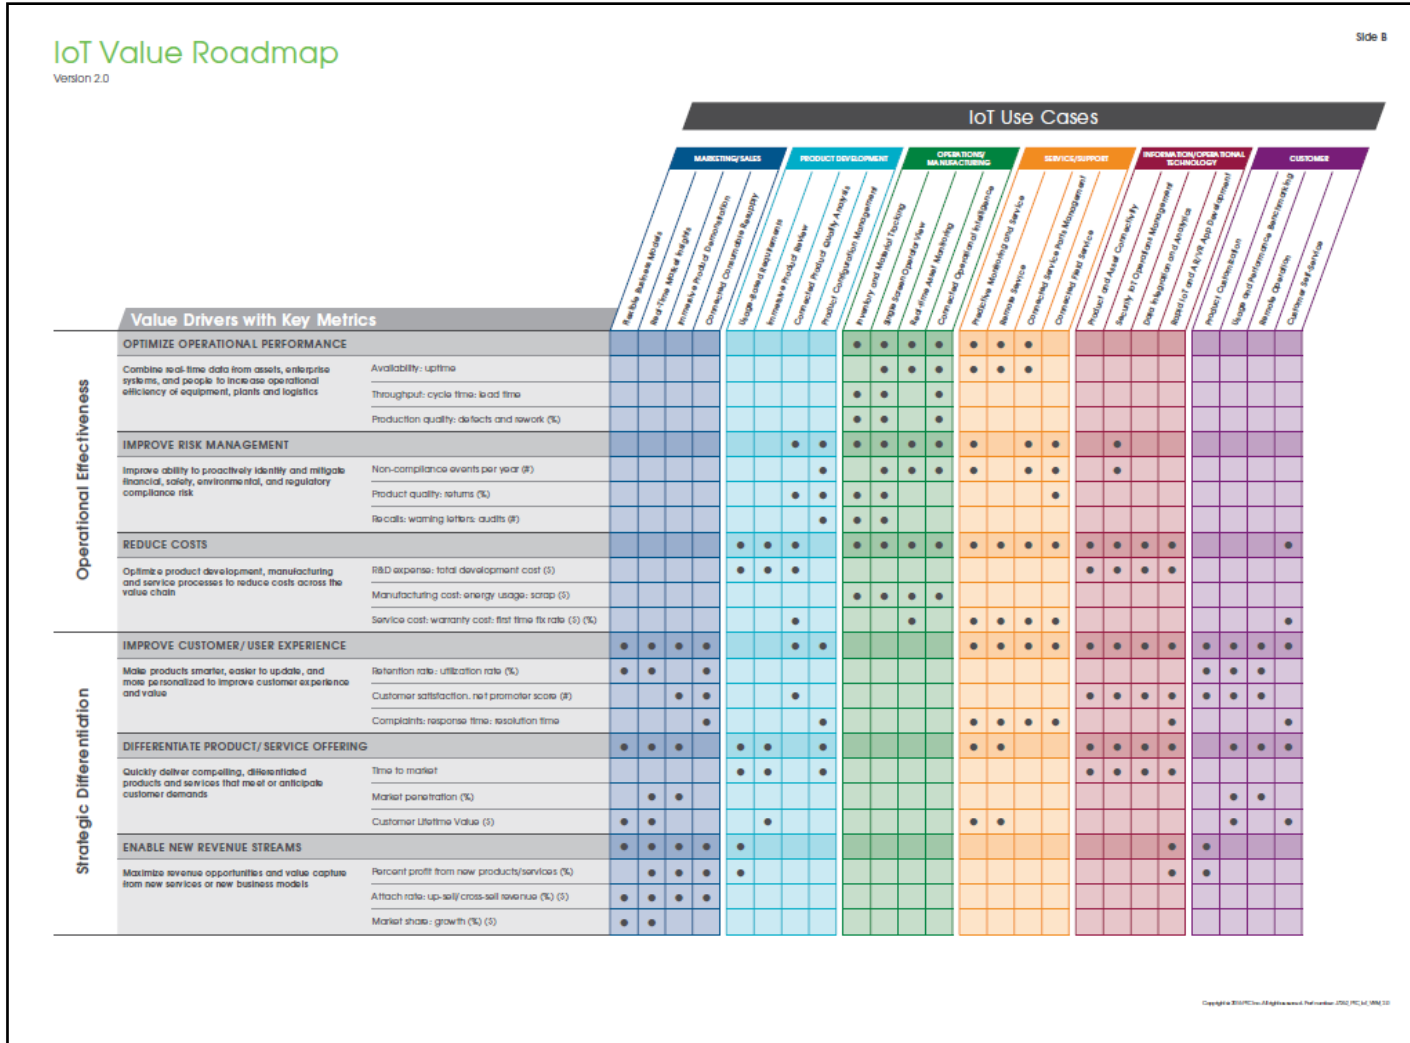 Side B
IoT Value Roadmap
Version 2.0
IoT Use Cases
MARKETING/SALES
PRODUCT DEVELOPMENT
OPERATIONS/
MANUFACTURING
SERVICE/SUPPORT
INFORMATION/OPERATIONAL
TECHNOLOGY
CUSTOMER
Flexible Business Models
Real-Time Market Insights
Immersive Product Demonstration
Connected Consumable Resupply
Usage-Based Requirements
Immersive Product Review
Connected Product Quality Analysis
Product Configuration Management
Inventory and Material Tracking
Single Screen Operator View
Real-time Asset Monitoring
Connected Operational Intelligence
Predictive Monitoring and Service
Remote Service
Connected Service Parts Management
Connected Field Service
Product and Asset Connectivity
Security IoT Operations Management
Data Integration and Analytics
Rapid IoT and AR/VR App Development
Product Customization
Usage and Performance Benchmarking
Remote Operation
Customer Self-Service
Value Drivers with Key Metrics
Operational Effectiveness
OPTIMIZE OPERATIONAL PERFORMANCE
Combine real-time data from assets, enterprise
systems, and people to increase operational
efficiency of equipment, plants and logistics
Availability: uptime
Throughput: cycle time: lead time
Production quality: defects and rework (%)
IMPROVE RISK MANAGEMENT
Improve ability to proactively identify and mitigate
financial, safety, environmental, and regulatory
compliance risk
Non-compliance events per year (#)
Product quality: returns (%)
Recalls: warning letters: audits (#)
REDUCE COSTS
Optimize product development, manufacturing
and service processes to reduce costs across the
value chain
R&D expense: total development cost ($)
Manufacturing cost: energy usage: scrap ($)
Service cost: warranty cost: first time fix rate ($) (%)
Strategic Differentiation
IMPROVE CUSTOMER/USER EXPERIENCE
Make products smarter, easier to update, and
more personalized to improve customer experience
and value
Retention rate: utilization rate (%)
Customer satisfaction, net promoter score (#)
Complaints: response time: resolution time
DIFFERENTIATE PRODUCT/SERVICE OFFERING
Quickly deliver compelling, differentiated
products and services that meet or anticipate
customer demands
Time to market
Market penetration (%)
Customer Lifetime Value ($)
ENABLE NEW REVENUE STREAMS
Maximize revenue opportunities and value capture
from new services or new business models
Percent profit from new products/services (%)
Attach rate: up-sell/cross-sell revenue (%) ($)
Market share: growth (%) ($)